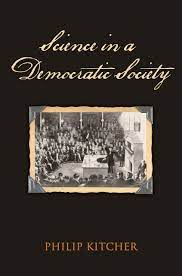 Science in a
Democratic Society
PHILIP KITCHER